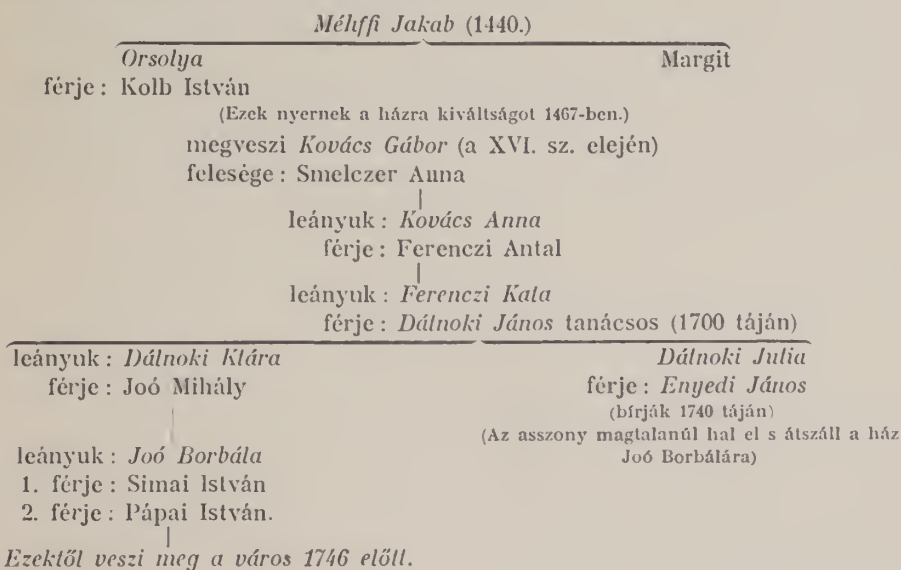 Méhffi Jakab (1440.)
Orsolya Margit
férje: Kolb István
(Ezek nyernek a házra kiváltságot 1467-ben.)
megveszi Kovács Gábor (a XVI. sz. elején)
felesége: Smelczer Anna
leányuk: Kovács Anna
férje: Ferenczi Antal
leányuk: Ferenczi Kata
férje: Dálnoki János tanácsos (1700 táján)
leányuk: Dálnoki Klára Dálnoki Julia
férje: Joó Mihály férje: Enyedi János
(bírják 1740 táján)
(Az asszony magtalanúl hal el s átszáll a ház
Joó Borbálára)
leányuk: Joó Borbála
1. férje: Simai István
2. férje: Pápai István.
Ezektől veszi meg a város 1746 előtt.